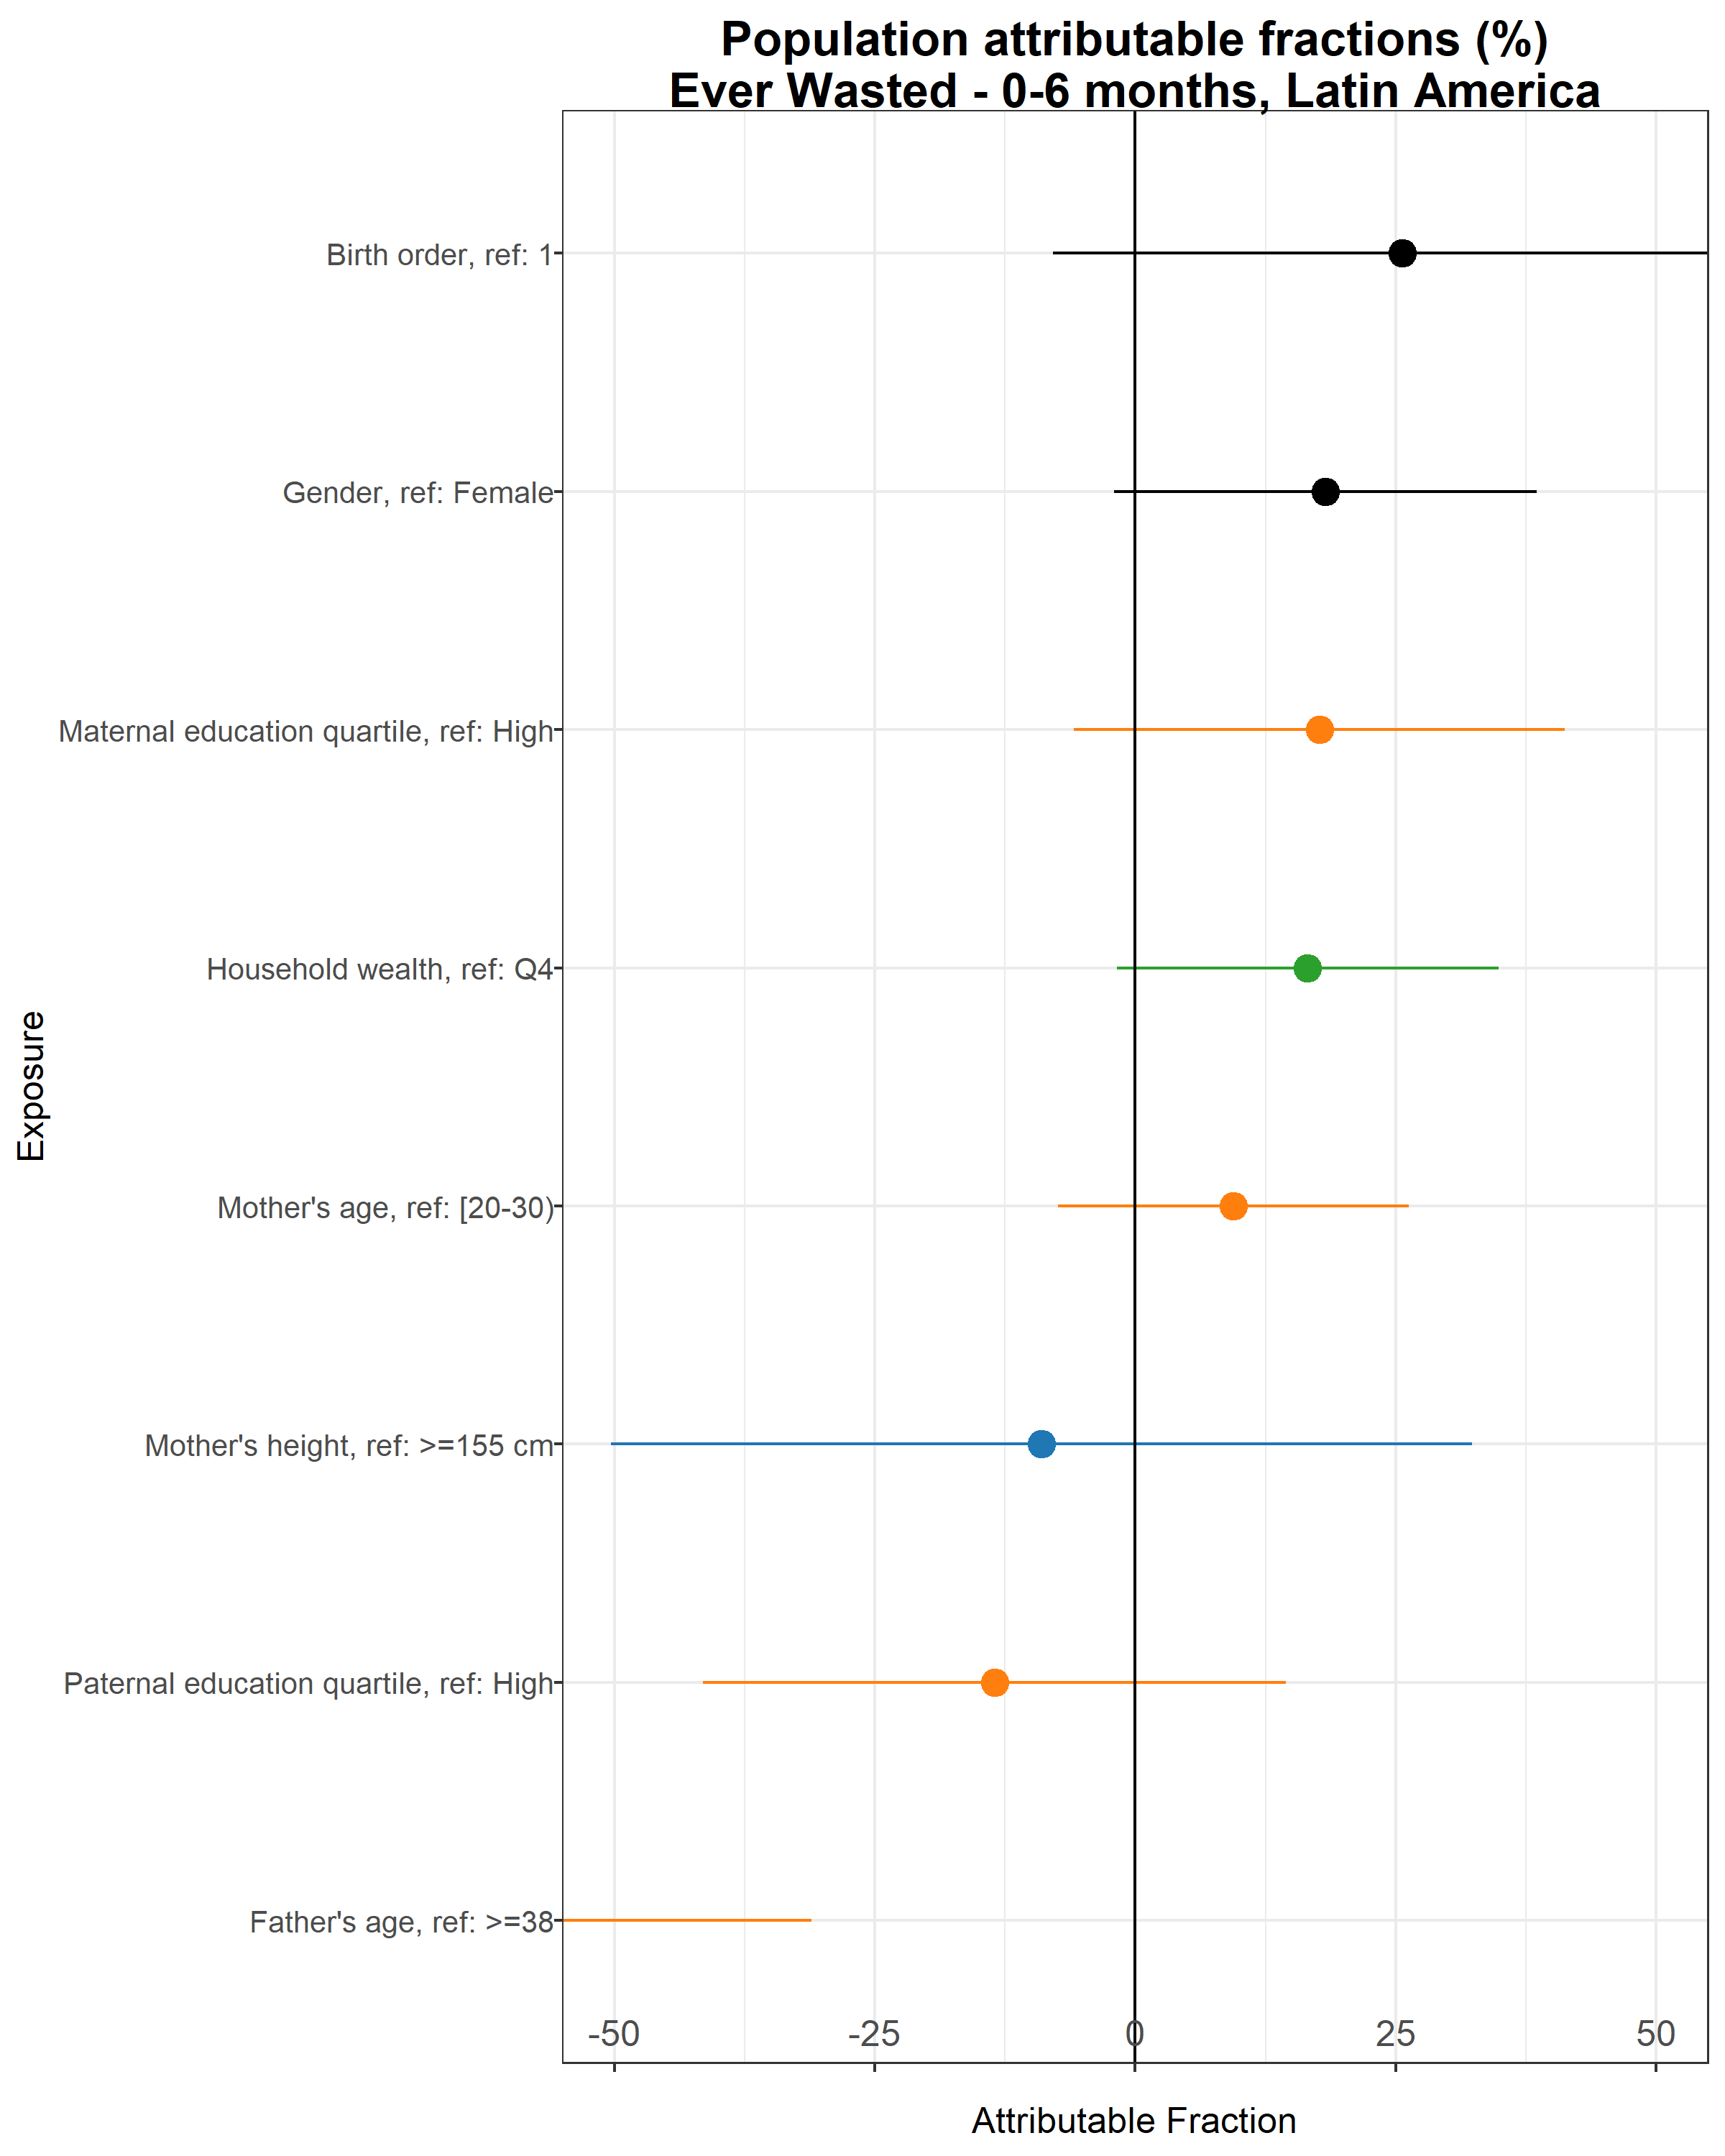 Population attributable fractions (%)
Ever Wasted - 0-6 months, Latin America
Exposure
Birth order, ref: 1
Gender, ref: Female
Maternal education quartile, ref: High
Household wealth, ref: Q4
Mother's age, ref: [20-30)
Mother's height, ref: >=155 cm
Paternal education quartile, ref: High
Father's age, ref: >=38
-50 -25 0 25 50
Attributable Fraction